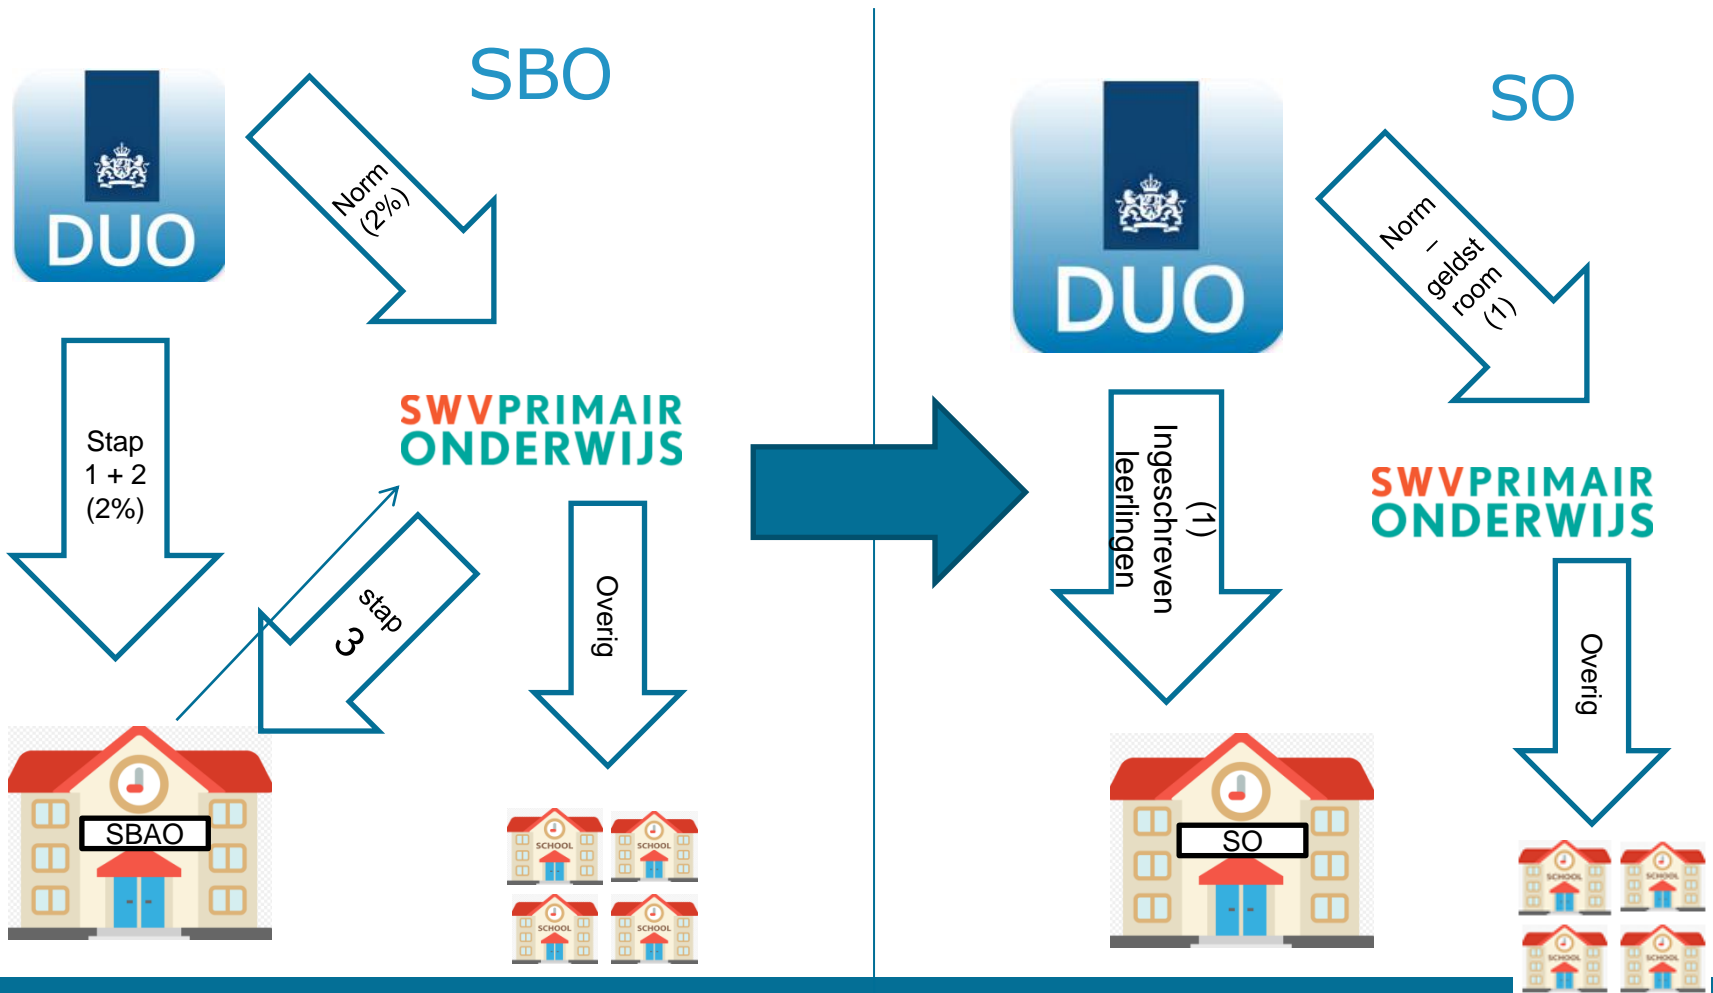 SBO
DUO
Norm
(2%)
Stap
1 + 2
(2%)
SWVPRIMAIR
ONDERWIJS
stap
3
Overig
SBAO
SCHOOL
SCHOOL
SCHOOL
SCHOOL
SO
DUO
Norm
–
geldst
room
(1)
(1)
Ingeschreven
leerlingen
SWVPRIMAIR
ONDERWIJS
Overig
SO
SCHOOL
SCHOOL
SCHOOL
SCHOOL